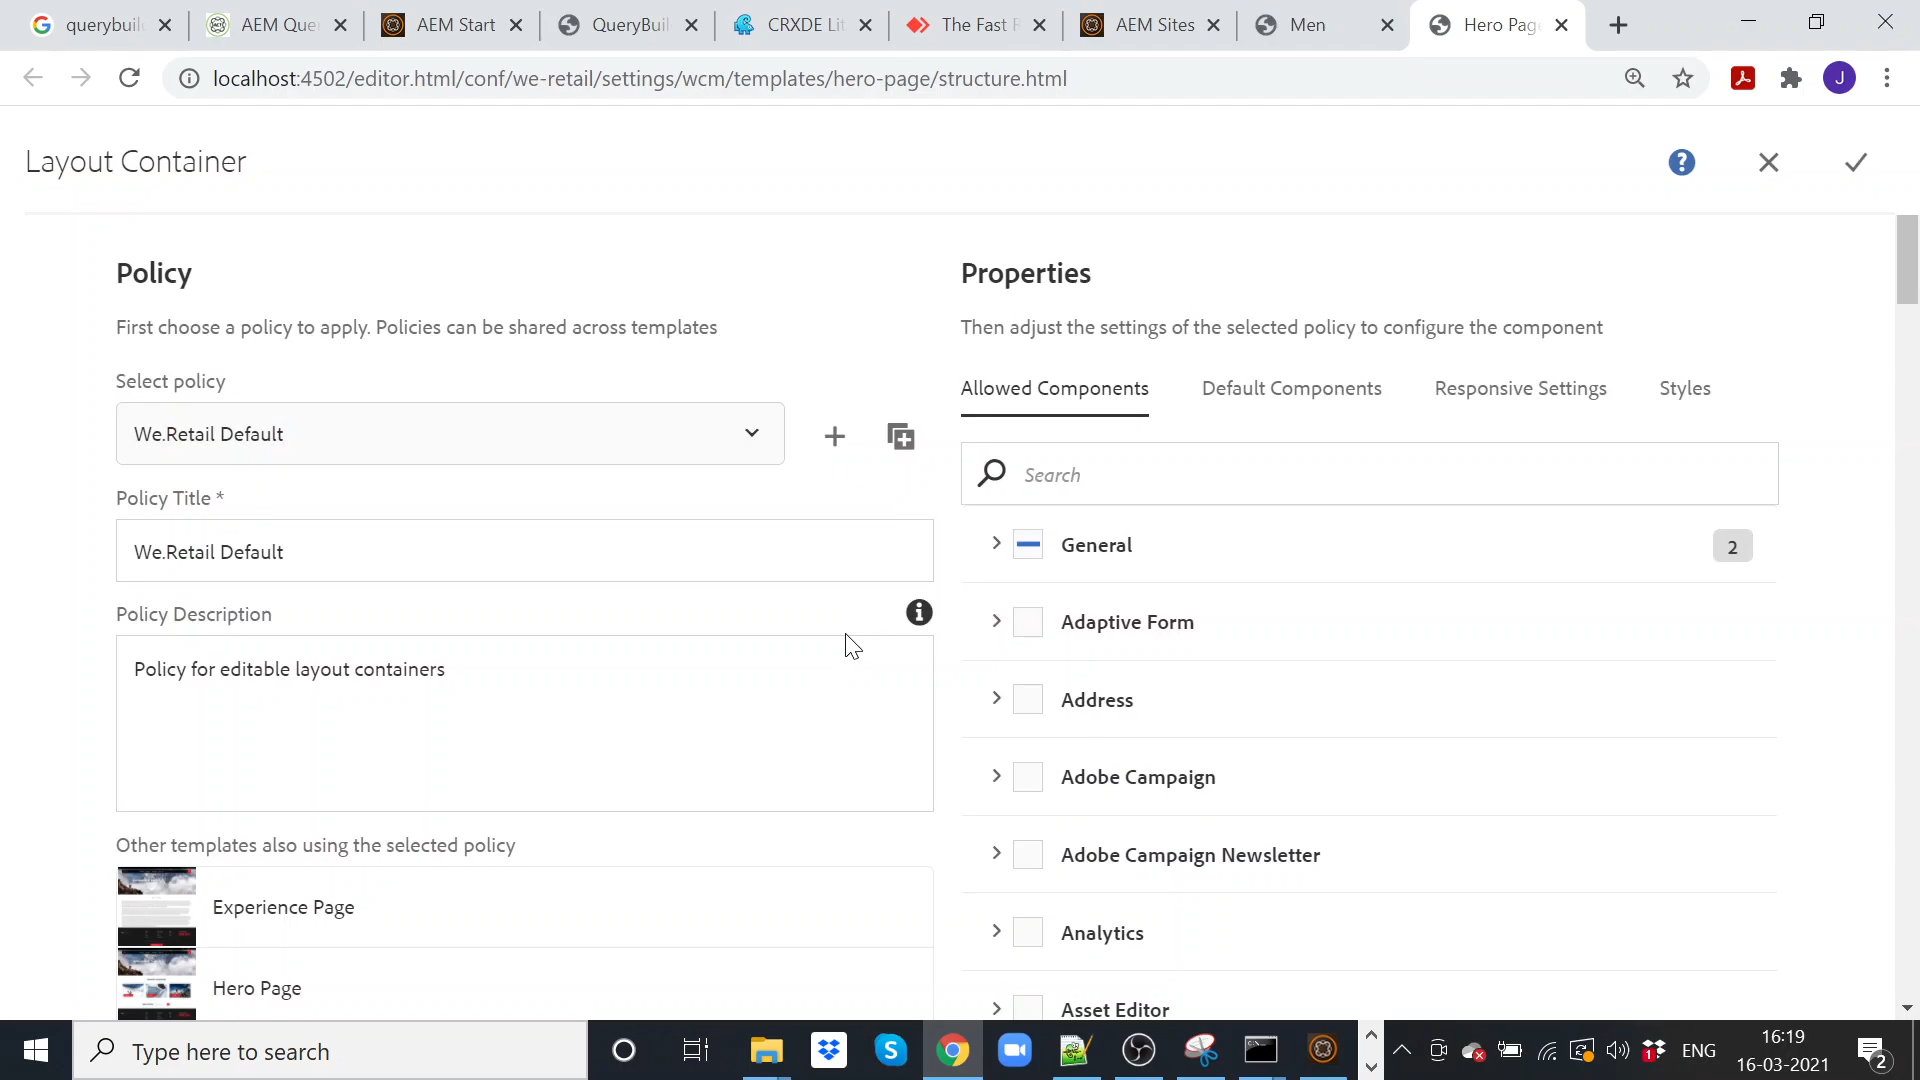 querybuil
AEM Que
AEM Start
QueryBuil
CRXDE Lit
The Fast F
AEM Sites
Men
Hero Page
localhost:4502/editor.html/conf/we-retail/settings/wcm/templates/hero-page/structure.html
J
Layout Container
?
Policy
First choose a policy to apply. Policies can be shared across templates
Select policy
We.Retail Default
Policy Title *
We.Retail Default
Policy Description
Policy for editable layout containers
Other templates also using the selected policy
Experience Page
Hero Page
Properties
Then adjust the settings of the selected policy to configure the component
Allowed Components
Default Components
Responsive Settings
Styles
Search
General
2
Adaptive Form
Address
Adobe Campaign
Adobe Campaign Newsletter
Analytics
Asset Editor
Type here to search
1
ENG
16:19
16-03-2021
2